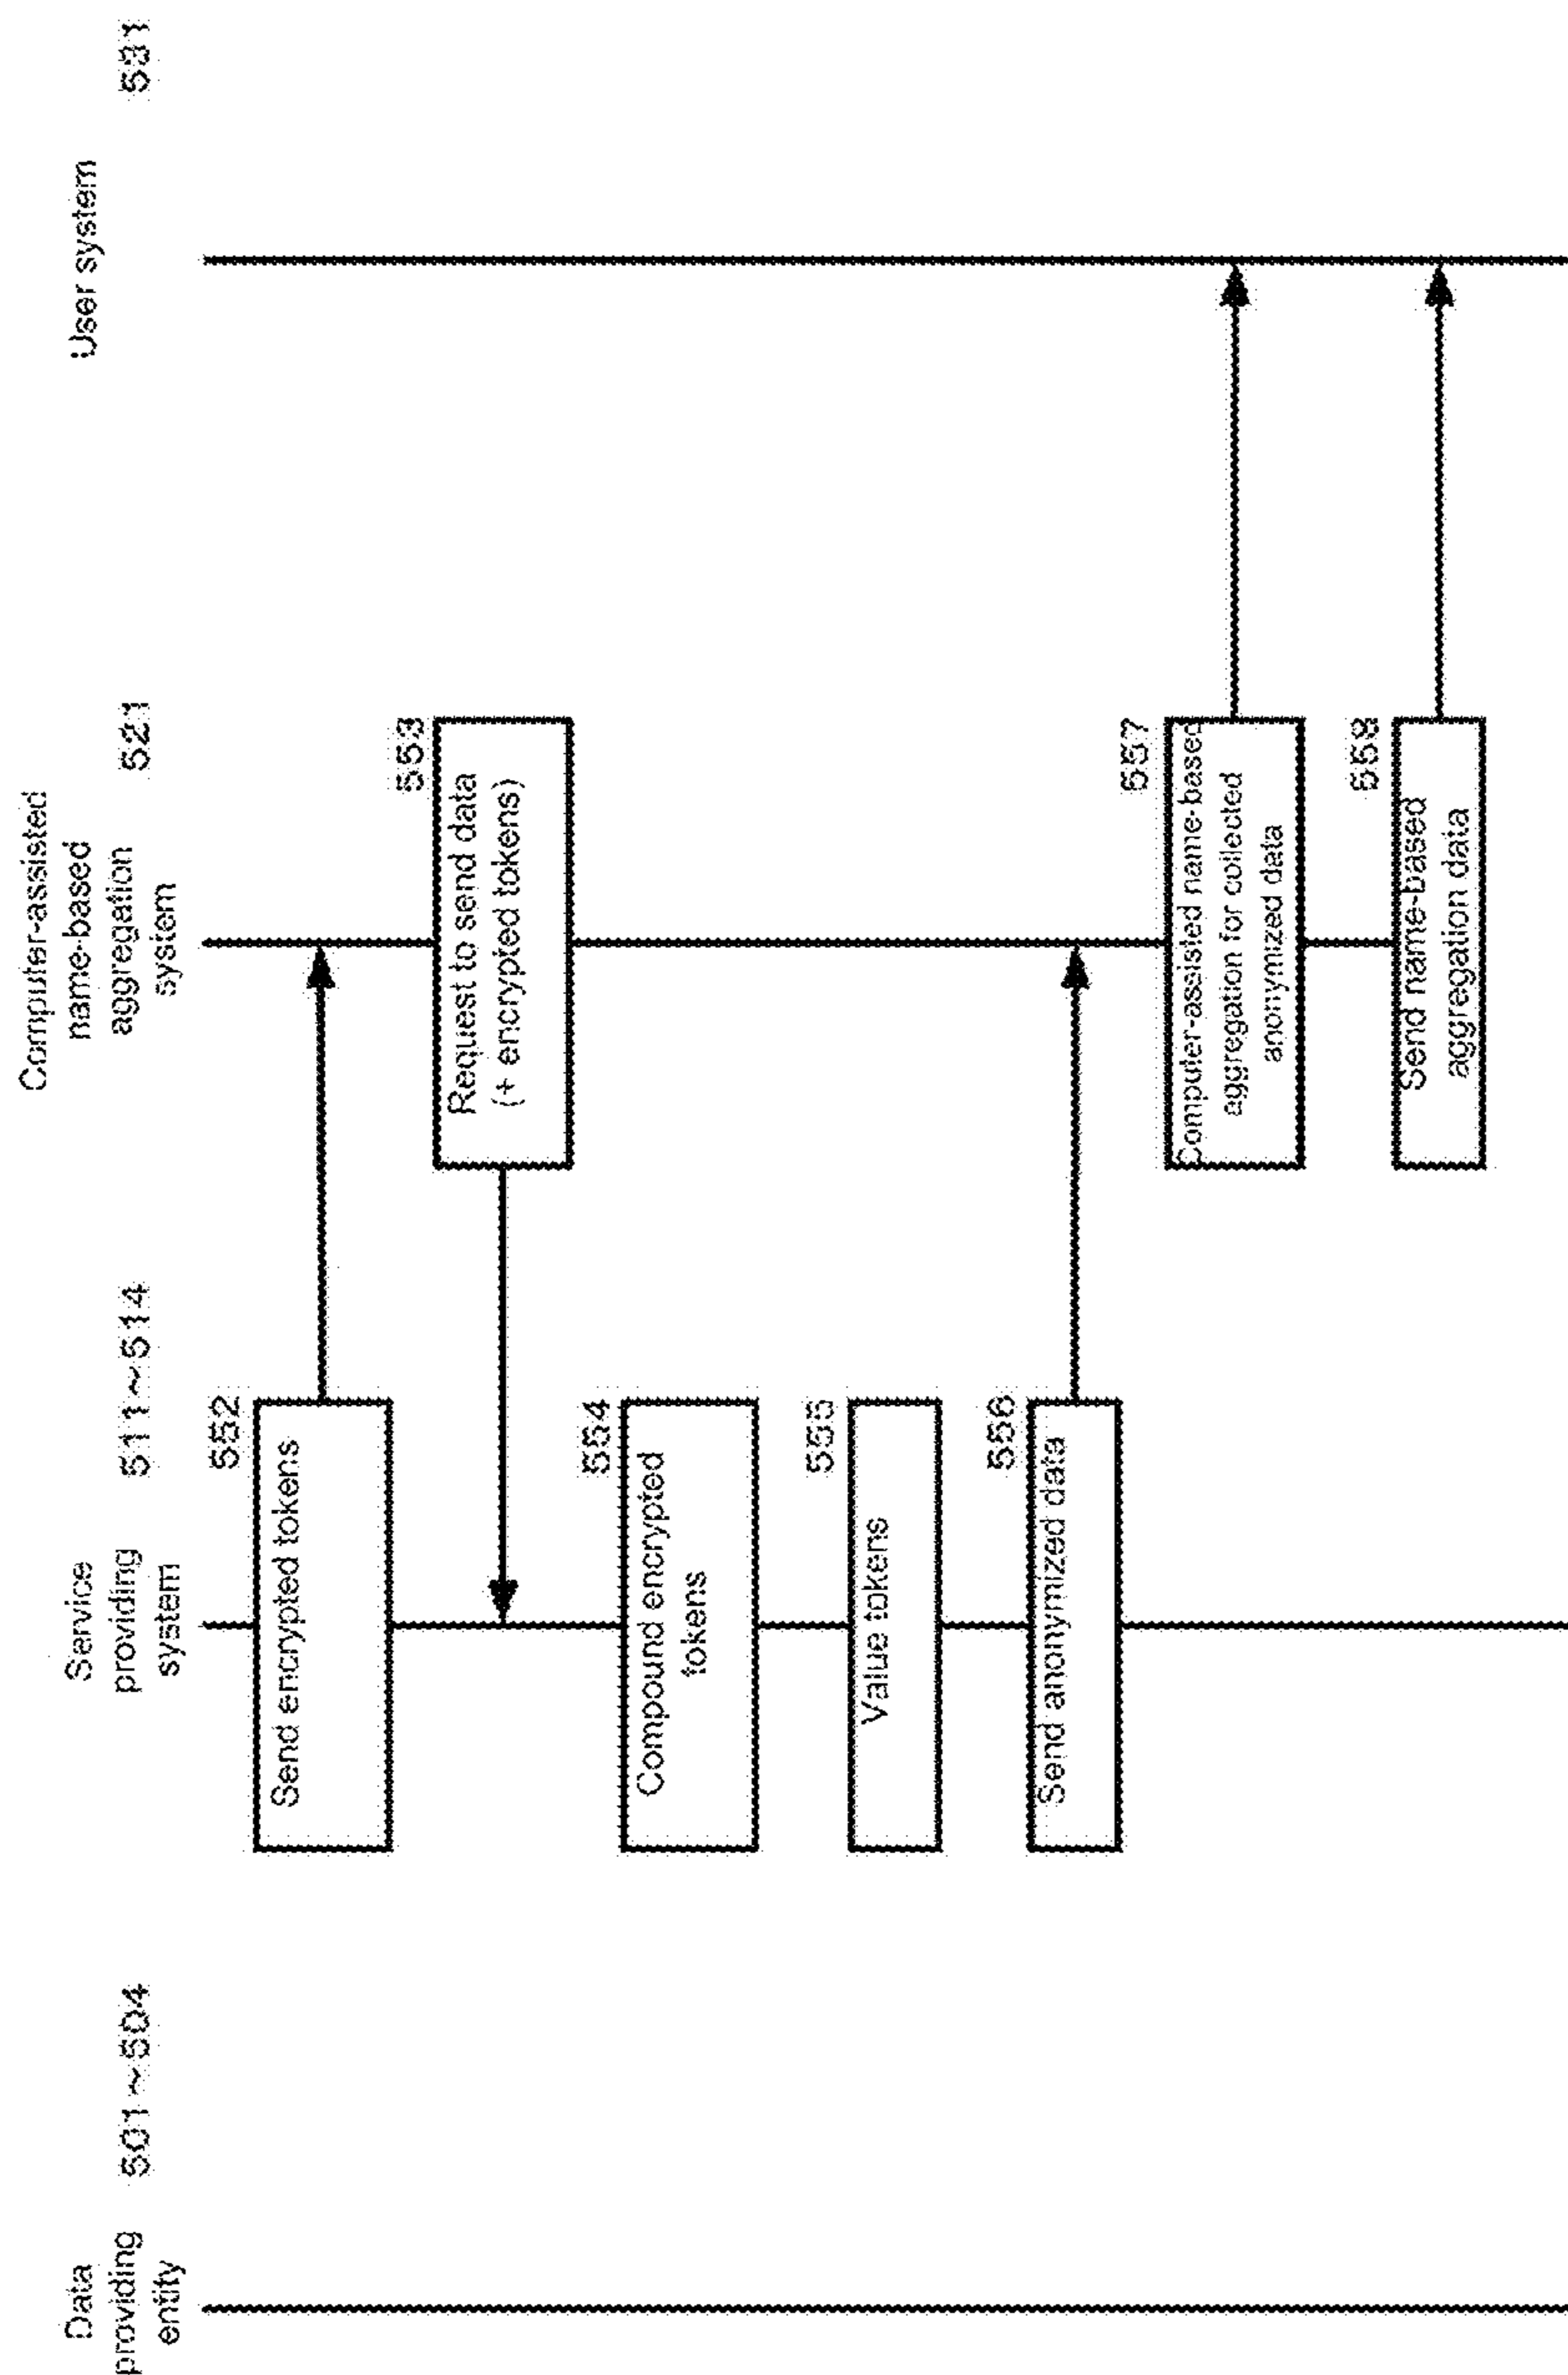 Data
providing
entity
501~504
Service
providing
system
511~514
Computer-assisted
name-based
aggregation
system
521
User system
531
552
Send encrypted tokens
553
Request to send data
(+ encrypted tokens)
554
Compound encrypted
tokens
555
Value tokens
556
Send anonymized data
557
Computer-assisted name-based
aggregation for collected
anonymized data
558
Send name-based
aggregation data